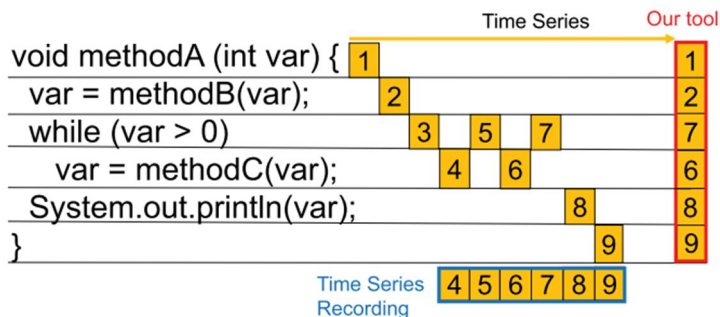 Time Series Our tool
void methodA (int var) { 1 1
var = methodB(var); 2 2
while (var > 0) 3 5 7 7
var = methodC(var); 4 6 6
System.out.println(var); 8 8
} 9 9
Time Series 4 5 6 7 8 9
Recording